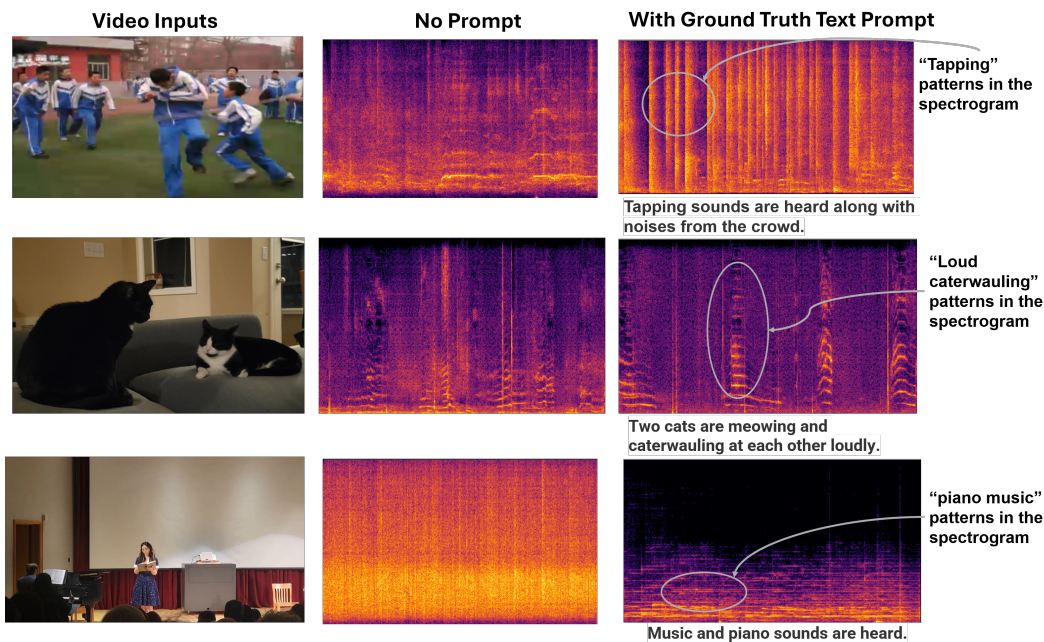 Video Inputs
No Prompt
With Ground Truth Text Prompt
“Tapping”
patterns in the
spectrogram
Tapping sounds are heard along with
noises from the crowd.
“Loud
caterwauling”
patterns in the
spectrogram
Two cats are meowing and
caterwauling at each other loudly.
“piano music”
patterns in the
spectrogram
Music and piano sounds are heard.